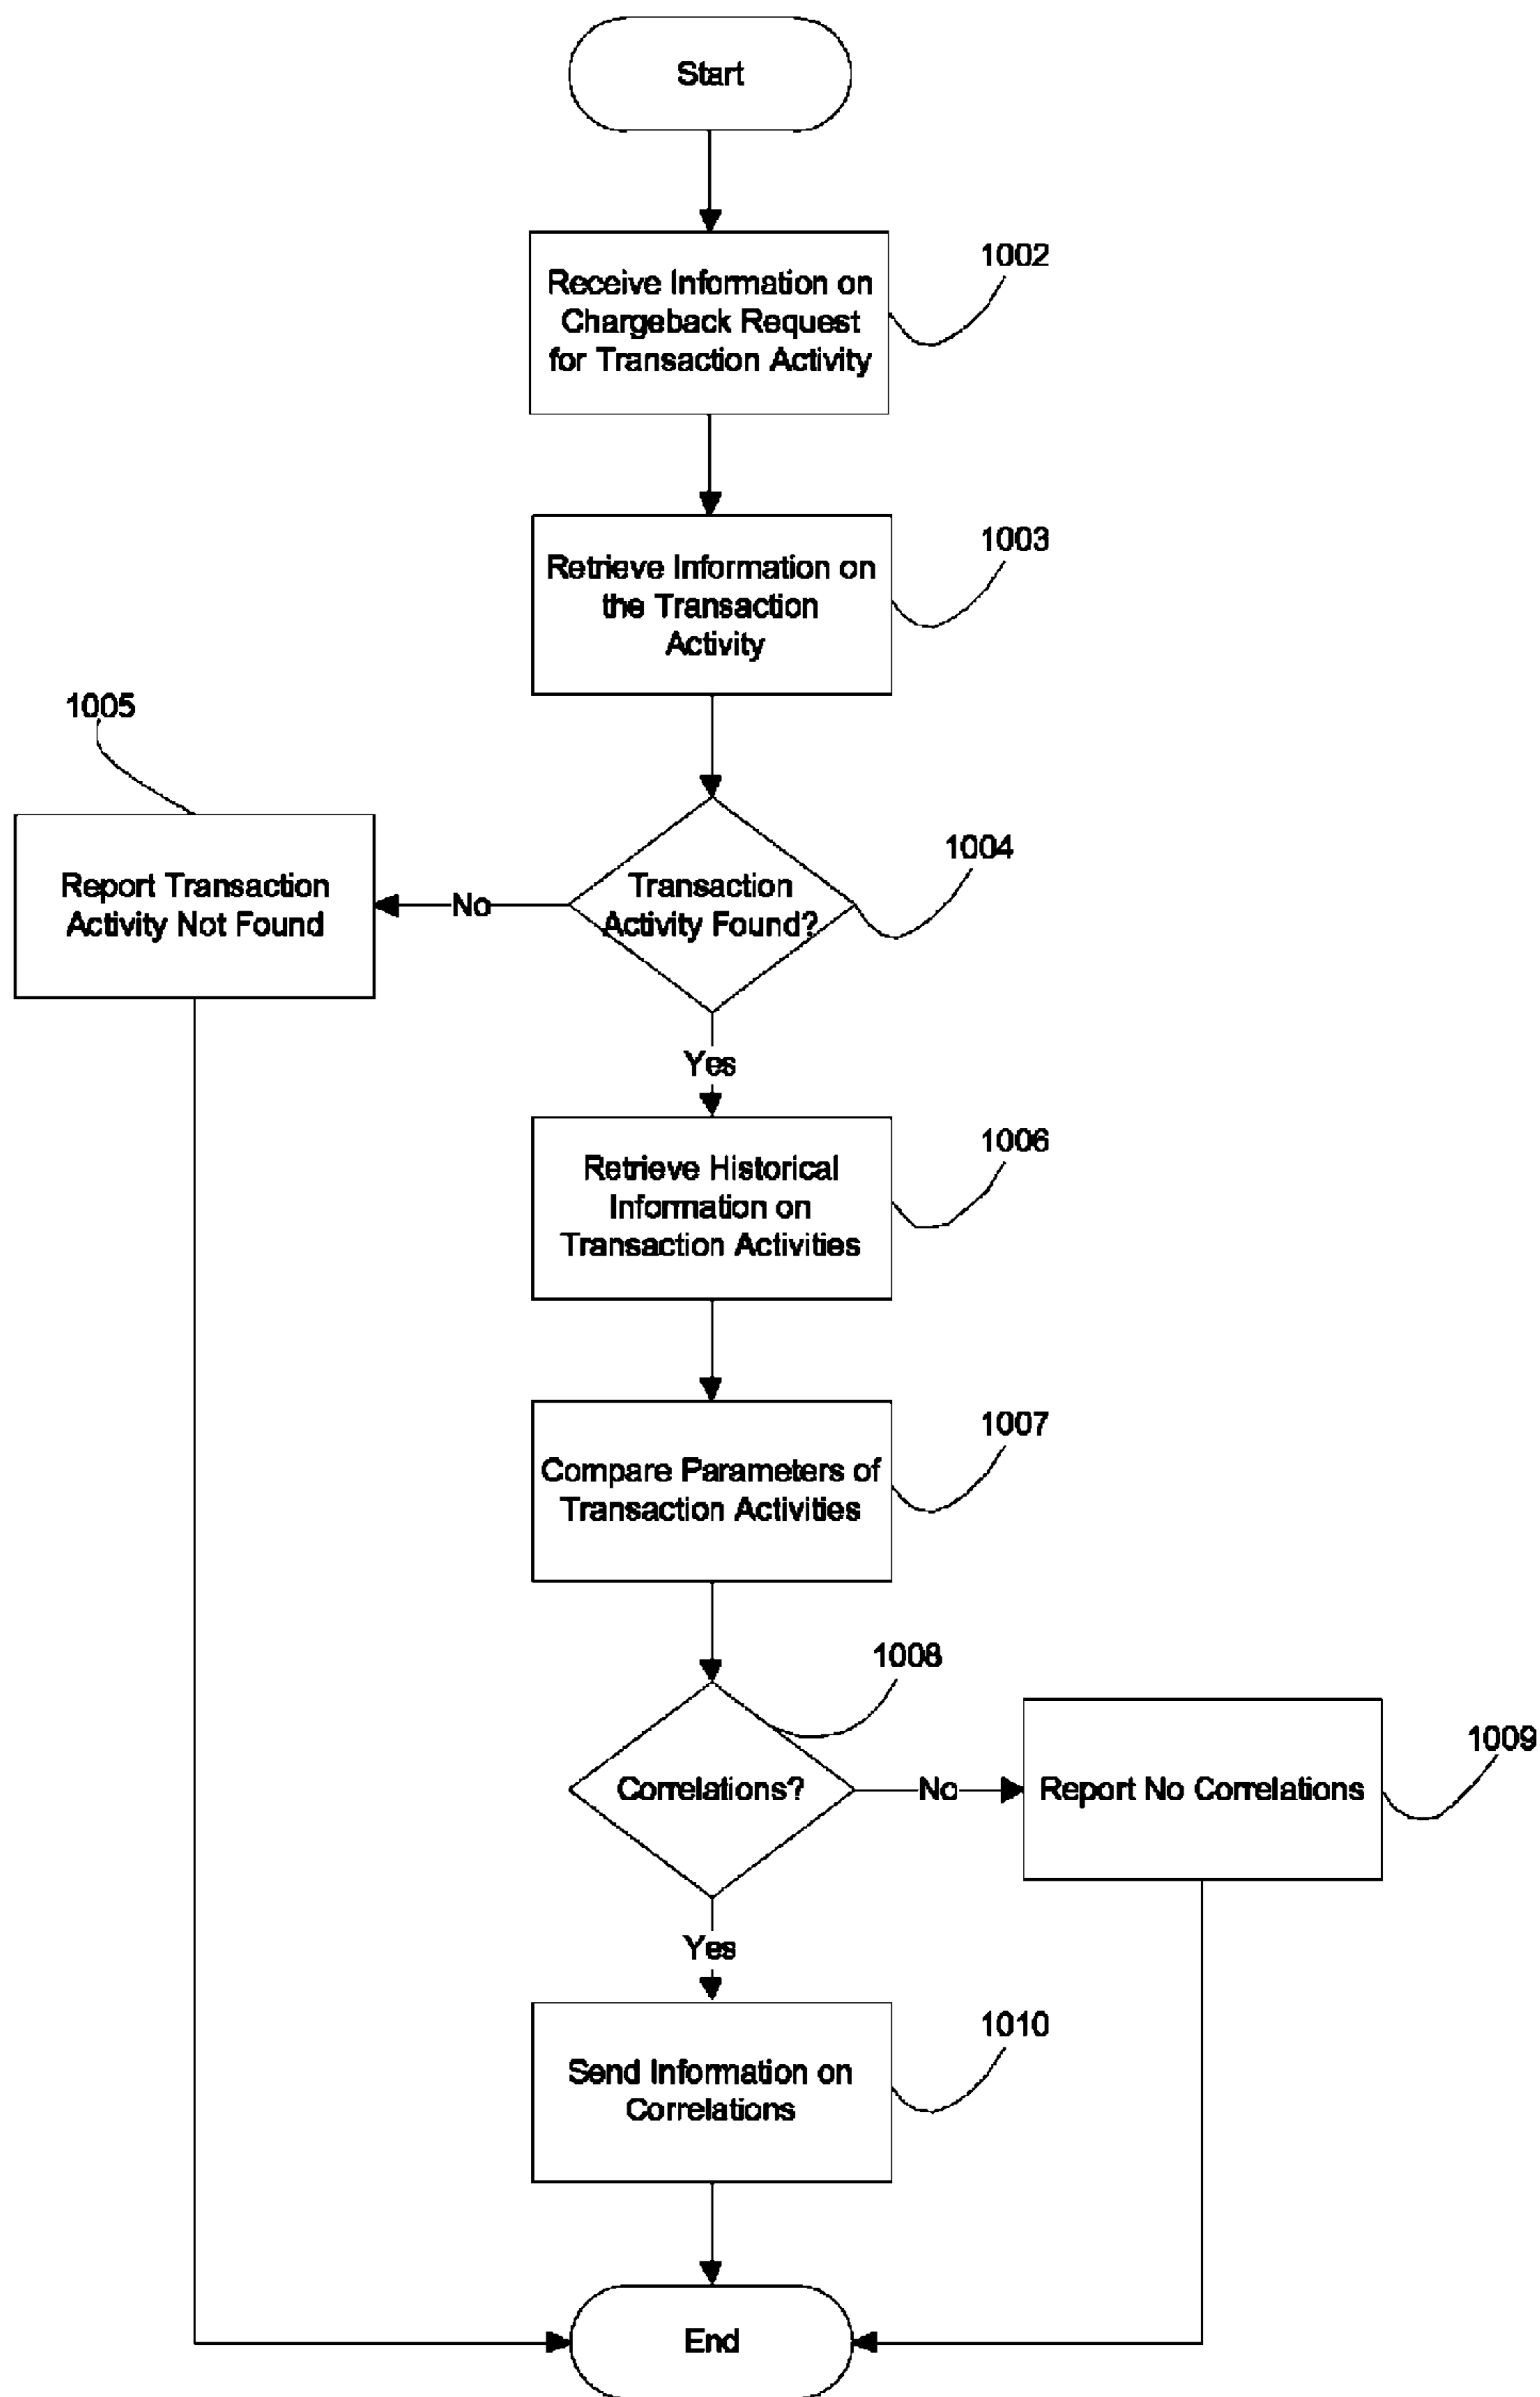 Start
1002
Receive Information on
Chargeback Request
for Transaction Activity
1003
Retrieve Information on
the Transaction
Activity
1005
1004
Report Transaction
Activity Not Found
No
Transaction
Activity Found?
Yes
1006
Retrieve Historical
Information on
Transaction Activities
1007
Compare Parameters of
Transaction Activities
1008
1009
Correlations?
No
Report No Correlations
Yes
1010
Send Information on
Correlations
End